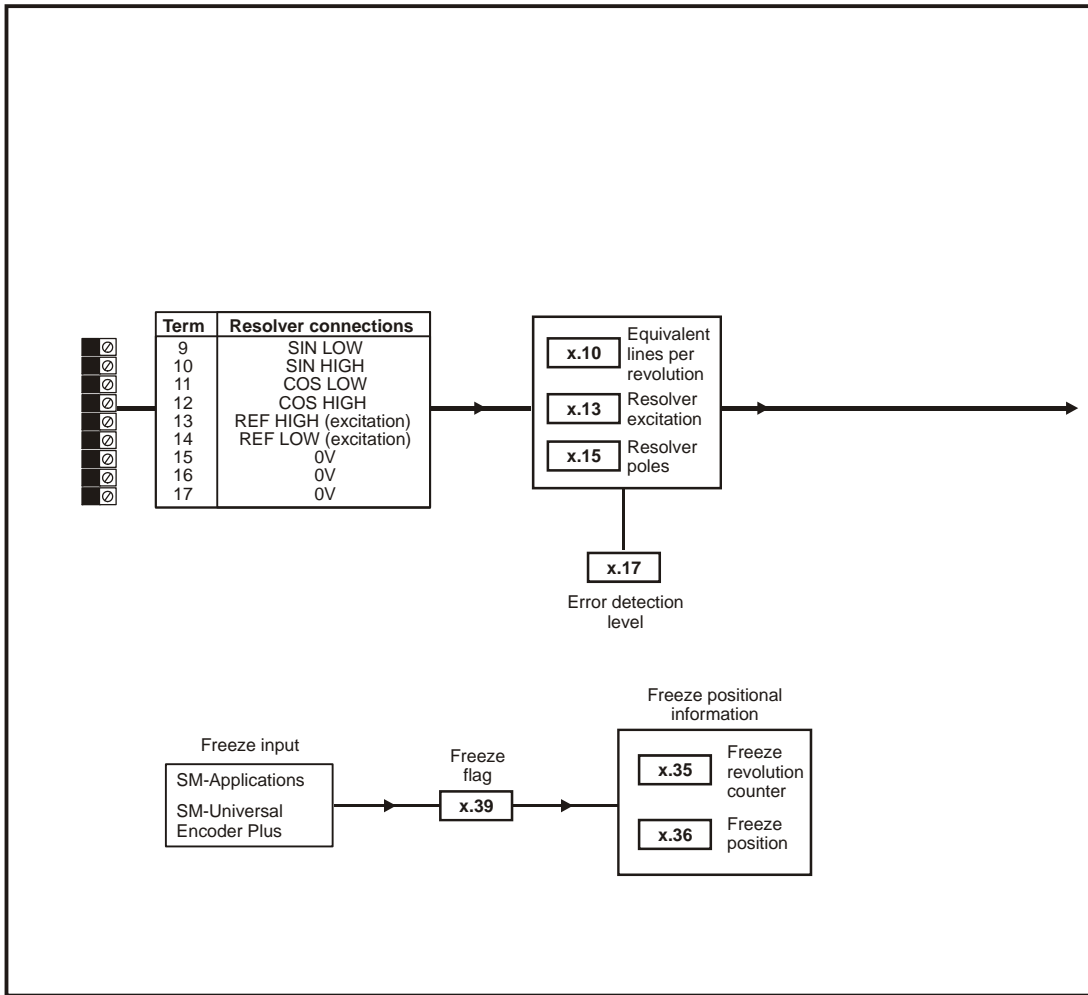 Term Resolver connections
9 SIN LOW
10 SIN HIGH
11 COS LOW
12 COS HIGH
13 REF HIGH (excitation)
14 REF LOW (excitation)
15 0V
16 0V
17 0V
x.10
Equivalent
lines per
revolution
x.13
Resolver
excitation
x.15
Resolver
poles
x.17
Error detection
level
Freeze input
SM-Applications
SM-Universal
Encoder Plus
Freeze
flag
x.39
Freeze positional
information
x.35
Freeze
revolution
counter
x.36
Freeze
position